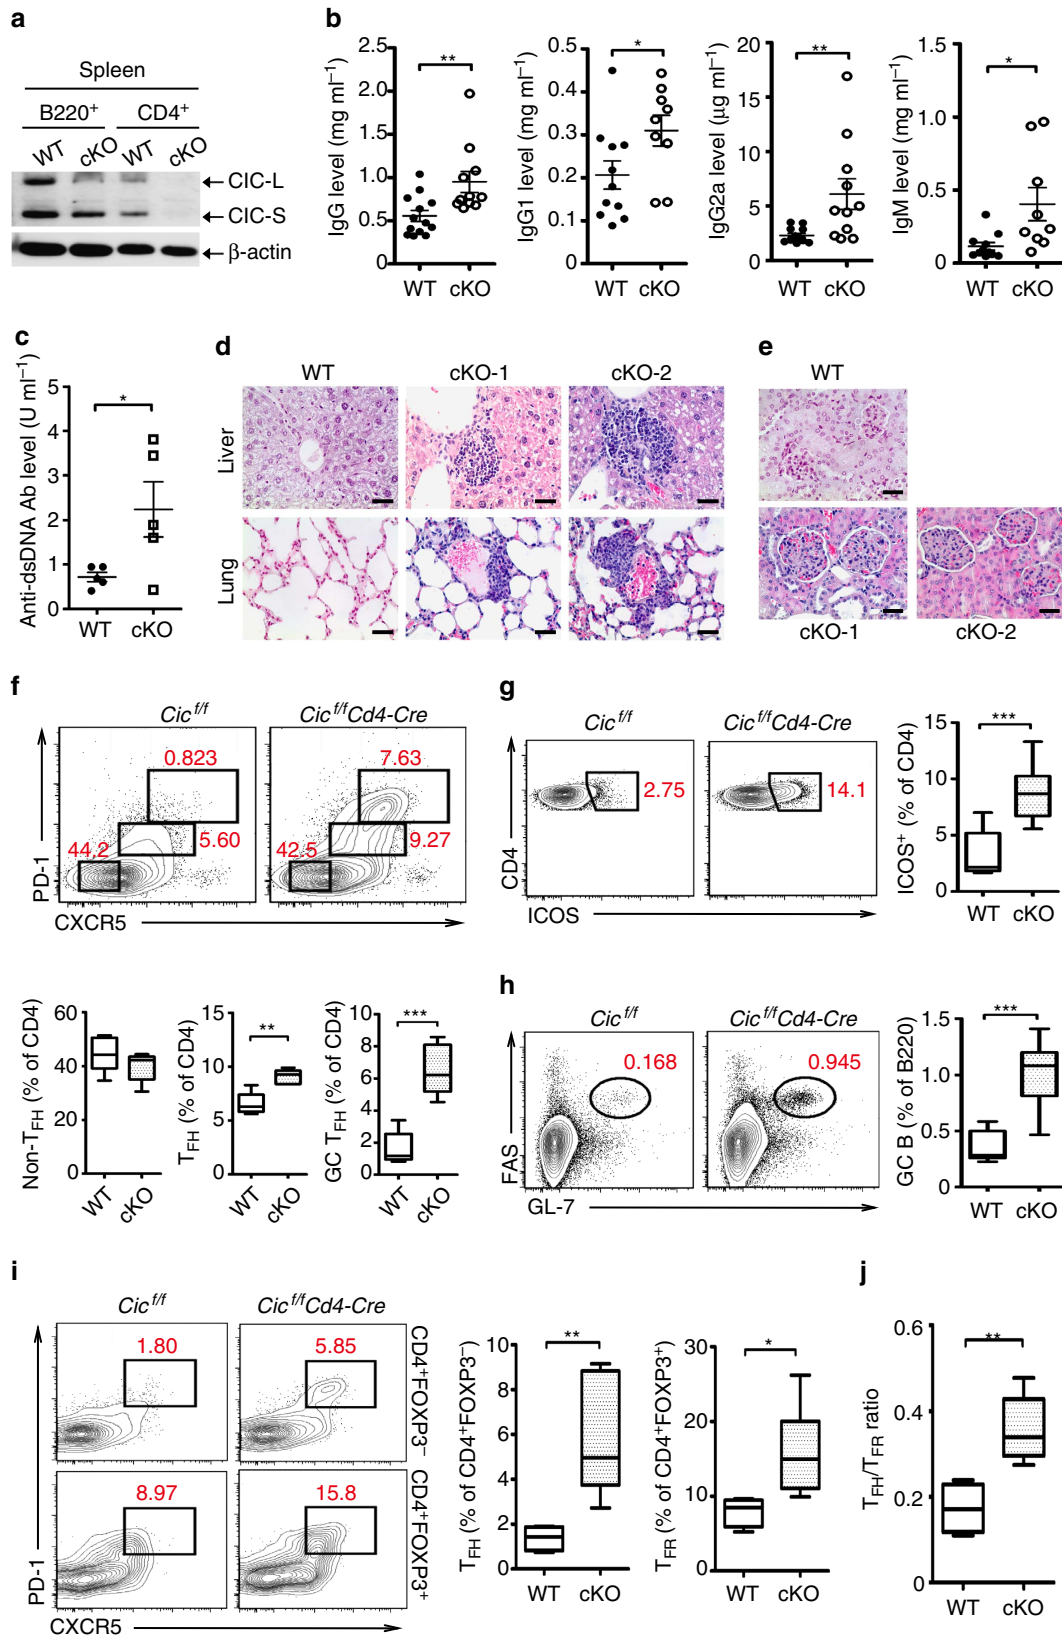 a
Spleen
B220+ CD4+
WT cKO WT cKO
CIC-L
CIC-S
β-actin
b
IgG level (mg ml−1)
2.5
2.0
1.5
1.0
0.5
0
WT cKO
**
IgG1 level (mg ml−1)
0.5
0.4
0.3
0.2
0.1
0
WT cKO
*
IgG2a level (μg ml−1)
20
15
10
5
0
WT cKO
**
IgM level (mg ml−1)
1.5
1.0
0.5
0
WT cKO
*
c
Anti-dsDNA Ab level (U ml−1)
5
4
3
2
1
0
WT cKO
*
d
WT cKO-1 cKO-2
Liver
Lung
e
WT
cKO-1 cKO-2
f
Cic f/f Cic f/f Cd4-Cre
0.823 7.63
5.60 9.27
44.2 42.5
PD-1
CXCR5
Non-TFH (% of CD4)
60
40
20
0
WT cKO
TFH (% of CD4)
15
10
5
0
WT cKO
**
GC TFH (% of CD4)
10
8
6
4
2
0
WT cKO
***
g
Cic f/f Cic f/f Cd4-Cre
2.75 14.1
CD4
ICOS
ICOS+ (% of CD4)
15
10
5
0
WT cKO
***
h
Cic f/f Cic f/f Cd4-Cre
0.168 0.945
FAS
GL-7
GC B (% of B220)
1.5
1.0
0.5
0
WT cKO
***
i
Cic f/f Cic f/f Cd4-Cre
1.80 5.85
CD4+FOXP3−
8.97 15.8
CD4+FOXP3+
PD-1
CXCR5
TFH (% of CD4+FOXP3−)
10
8
6
4
2
0
WT cKO
**
TFR (% of CD4+FOXP3+)
30
20
10
0
WT cKO
*
j
TFH/TFR ratio
0.6
0.4
0.2
0
WT cKO
**